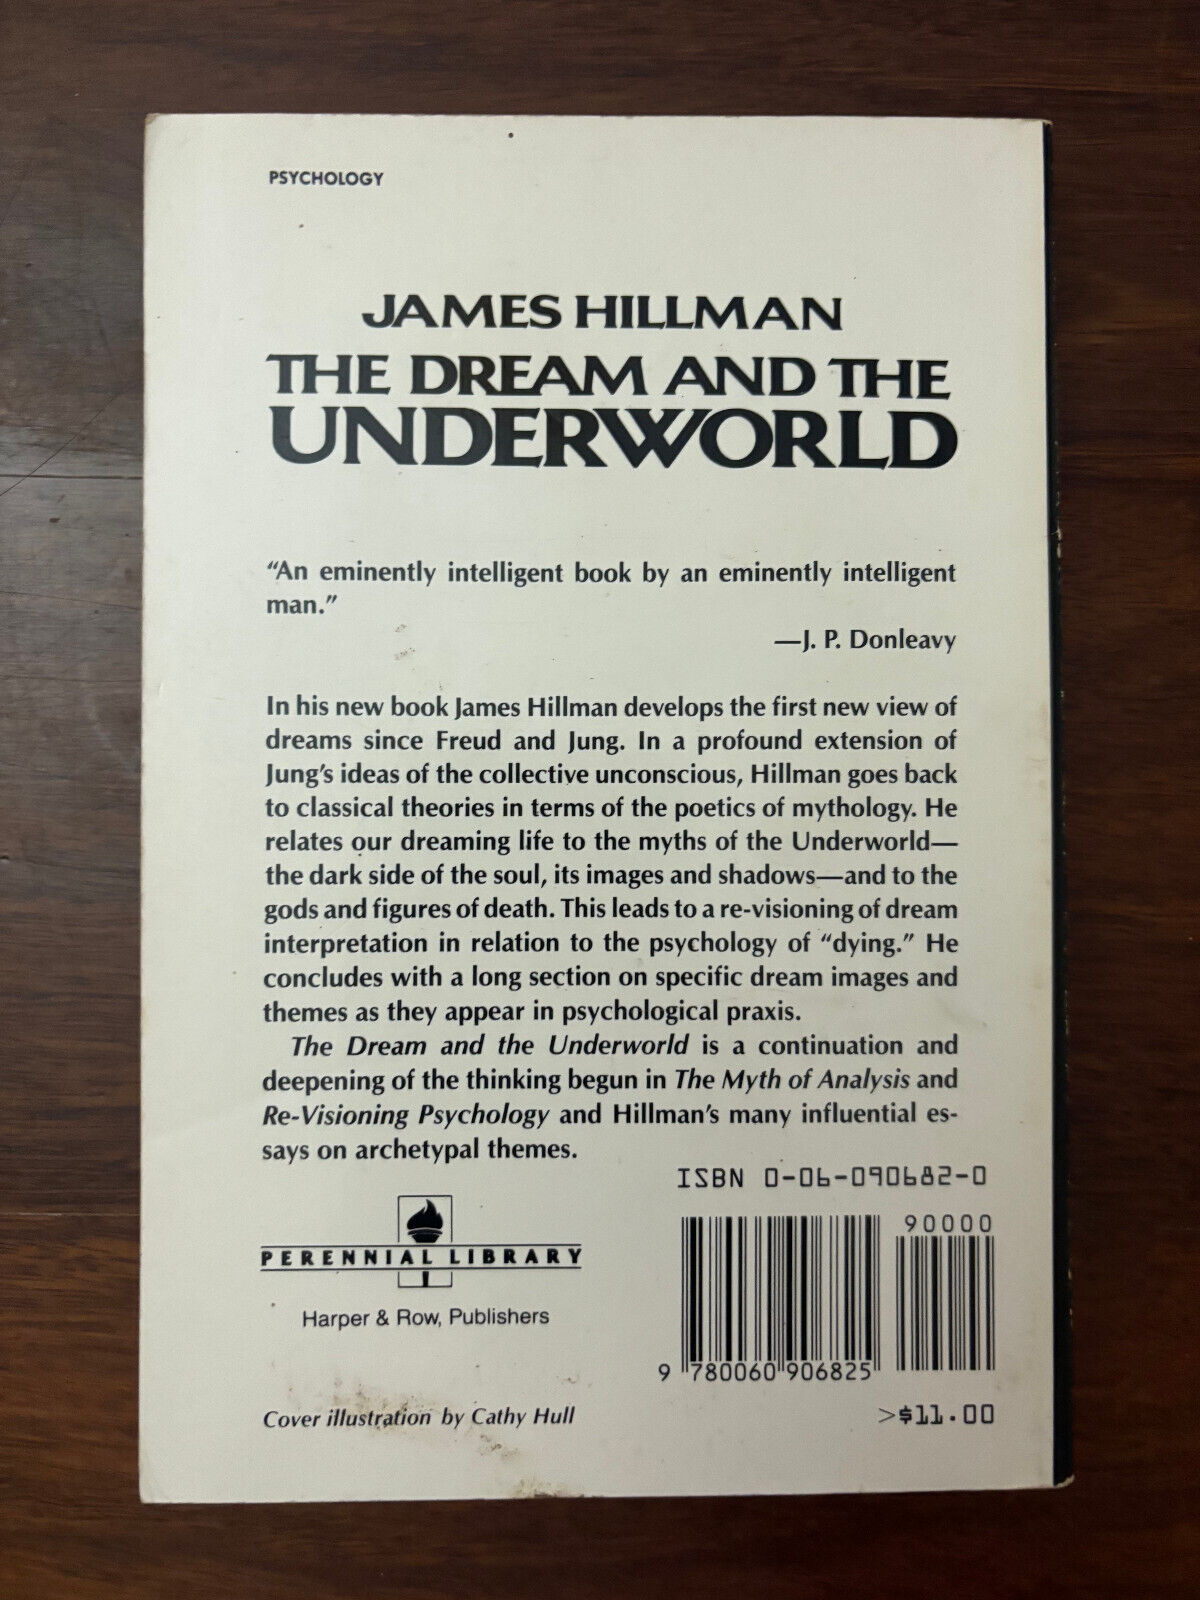 PSYCHOLOGY
JAMES HILLMAN
THE DREAM AND THE
UNDERWORLD
“An eminently intelligent book by an eminently intelligent
man.”
—J. P. Donleavy
In his new book James Hillman develops the first new view of
dreams since Freud and Jung. In a profound extension of
Jung’s ideas of the collective unconscious, Hillman goes back
to classical theories in terms of the poetics of mythology. He
relates our dreaming life to the myths of the Underworld—
the dark side of the soul, its images and shadows—and to the
gods and figures of death. This leads to a re-visioning of dream
interpretation in relation to the psychology of “dying.” He
concludes with a long section on specific dream images and
themes as they appear in psychological praxis.
The Dream and the Underworld is a continuation and
deepening of the thinking begun in The Myth of Analysis and
Re-Visioning Psychology and Hillman’s many influential es-
says on archetypal themes.
ISBN 0-06-090682-0
90000
PERENNIAL LIBRARY
Harper & Row, Publishers
9 780060 906825
Cover illustration by Cathy Hull
>$11.00